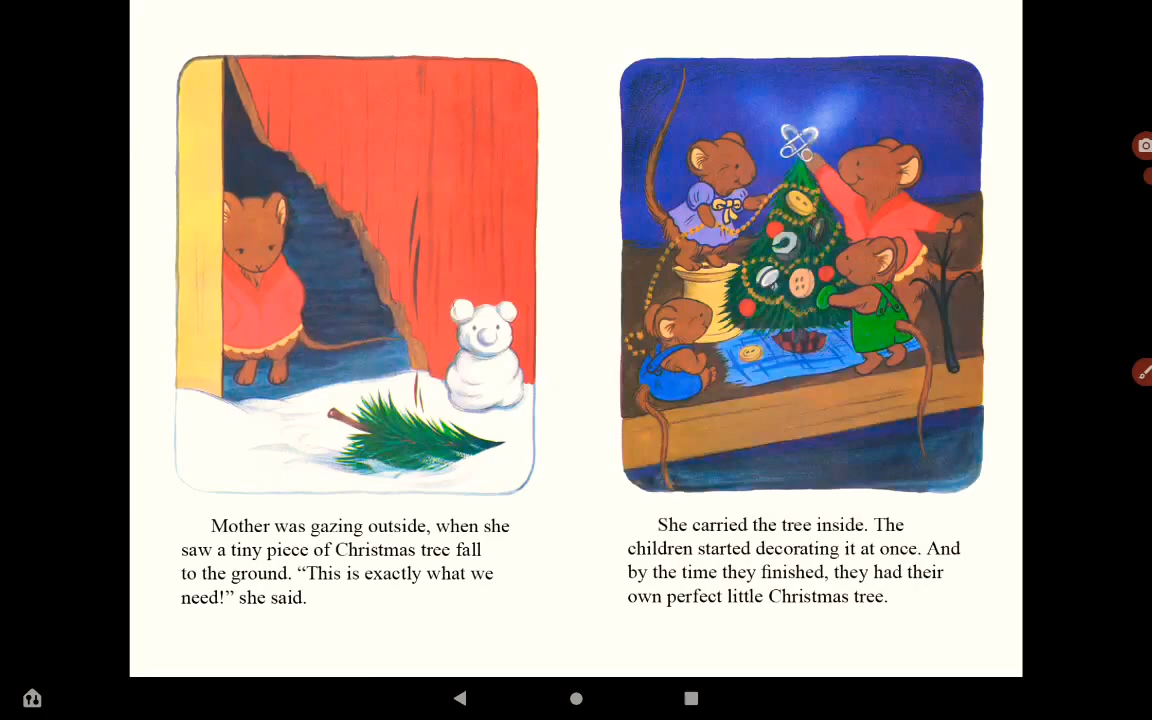 Mother was gazing outside, when she
saw a tiny piece of Christmas tree fall
to the ground. “This is exactly what we
need!” she said.
She carried the tree inside. The
children started decorating it at once. And
by the time they finished, they had their
own perfect little Christmas tree.